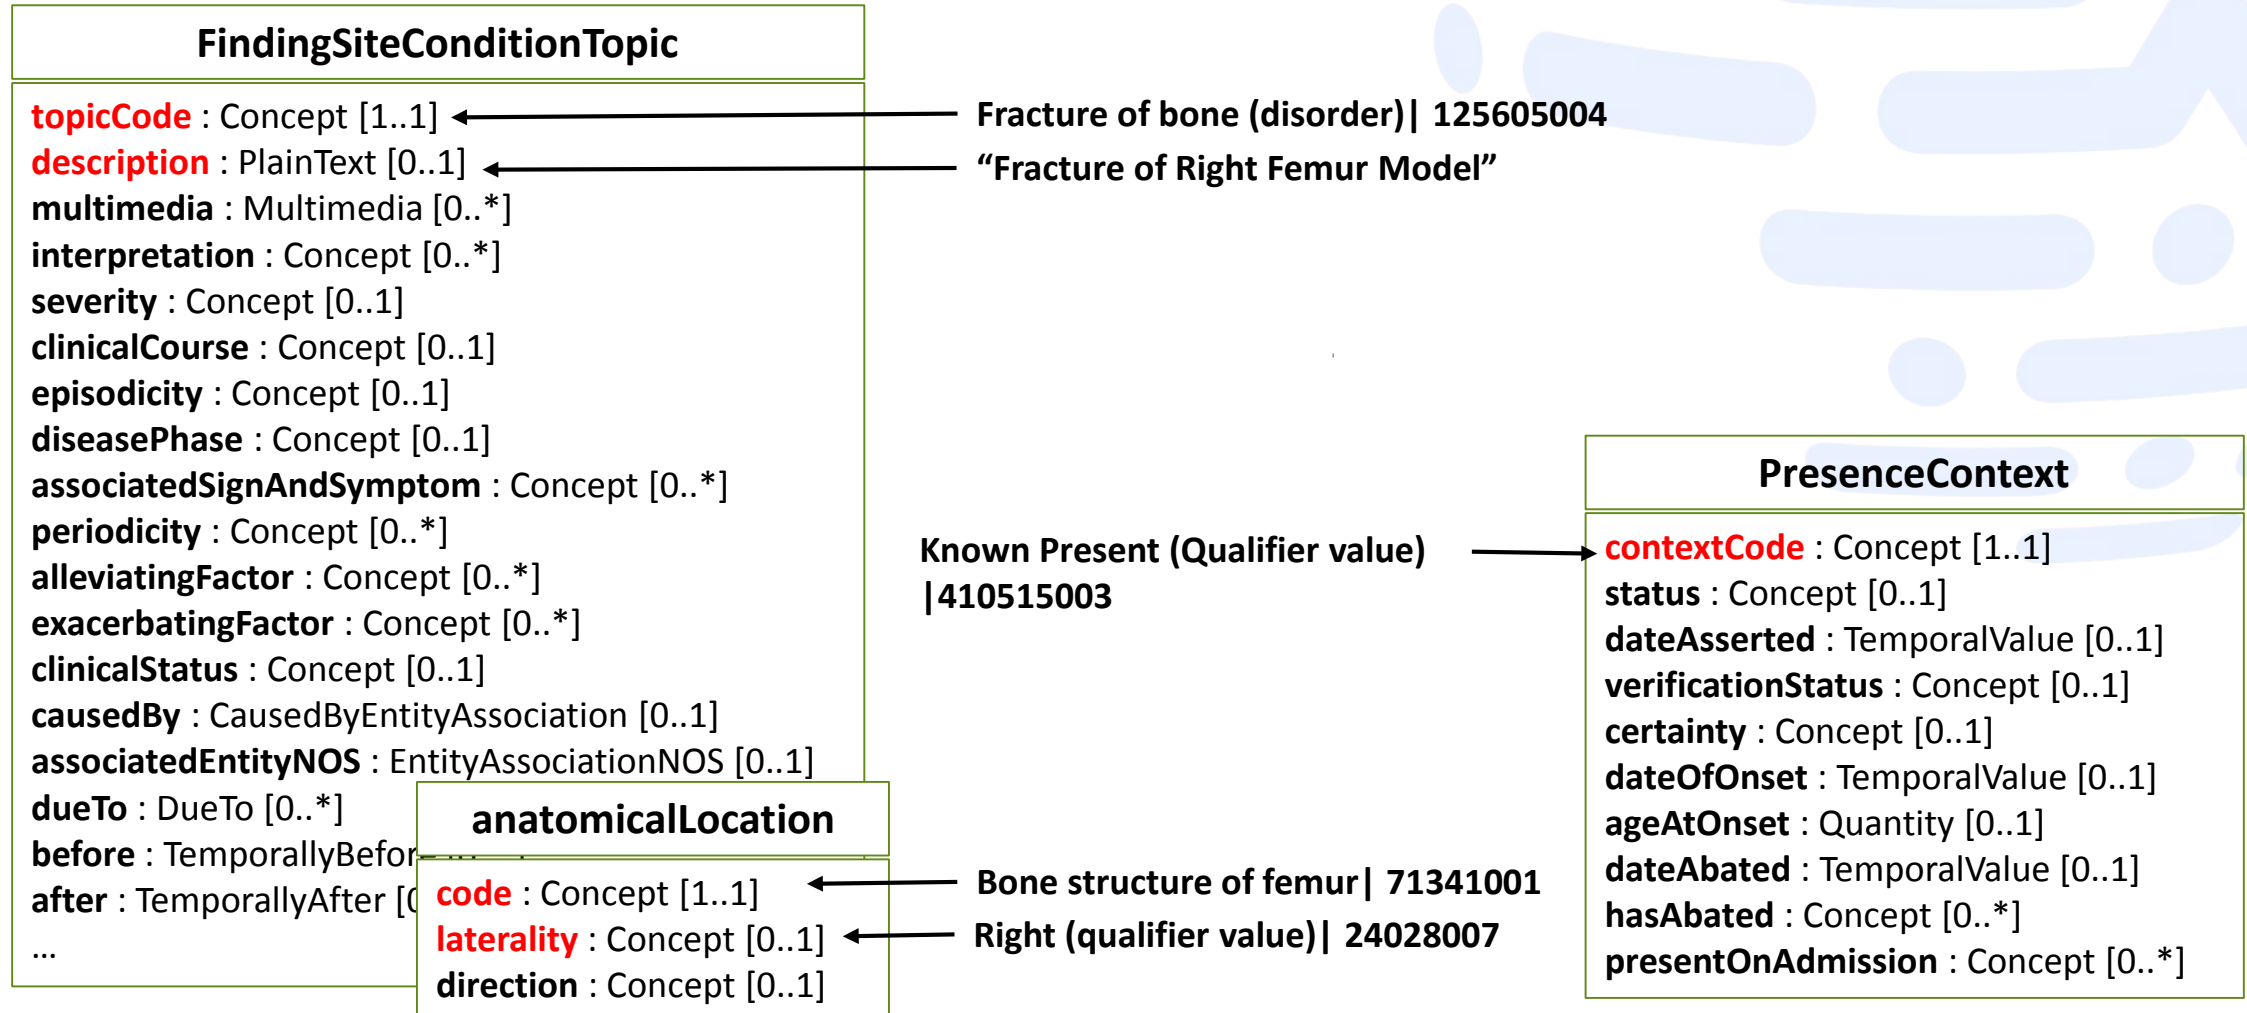 FindingSiteConditionTopic
topicCode : Concept [1..1]
description : PlainText [0..1]
multimedia : Multimedia [0..*]
interpretation : Concept [0..*]
severity : Concept [0..1]
clinicalCourse : Concept [0..1]
episodicity : Concept [0..1]
diseasePhase : Concept [0..1]
associatedSignAndSymptom : Concept [0..*]
periodicity : Concept [0..*]
alleviatingFactor : Concept [0..*]
exacerbatingFactor : Concept [0..*]
clinicalStatus : Concept [0..1]
causedBy : CausedByEntityAssociation [0..1]
associatedEntityNOS : EntityAssociationNOS [0..1]
dueTo : DueTo [0..*]
before : TemporallyBefore
after : TemporallyAfter [0
...
Fracture of bone (disorder)| 125605004
“Fracture of Right Femur Model”
anatomicalLocation
code : Concept [1..1]
laterality : Concept [0..1]
direction : Concept [0..1]
Bone structure of femur| 71341001
Right (qualifier value)| 24028007
Known Present (Qualifier value)
|410515003
PresenceContext
contextCode : Concept [1..1]
status : Concept [0..1]
dateAsserted : TemporalValue [0..1]
verificationStatus : Concept [0..1]
certainty : Concept [0..1]
dateOfOnset : TemporalValue [0..1]
ageAtOnset : Quantity [0..1]
dateAbated : TemporalValue [0..1]
hasAbated : Concept [0..*]
presentOnAdmission : Concept [0..*]